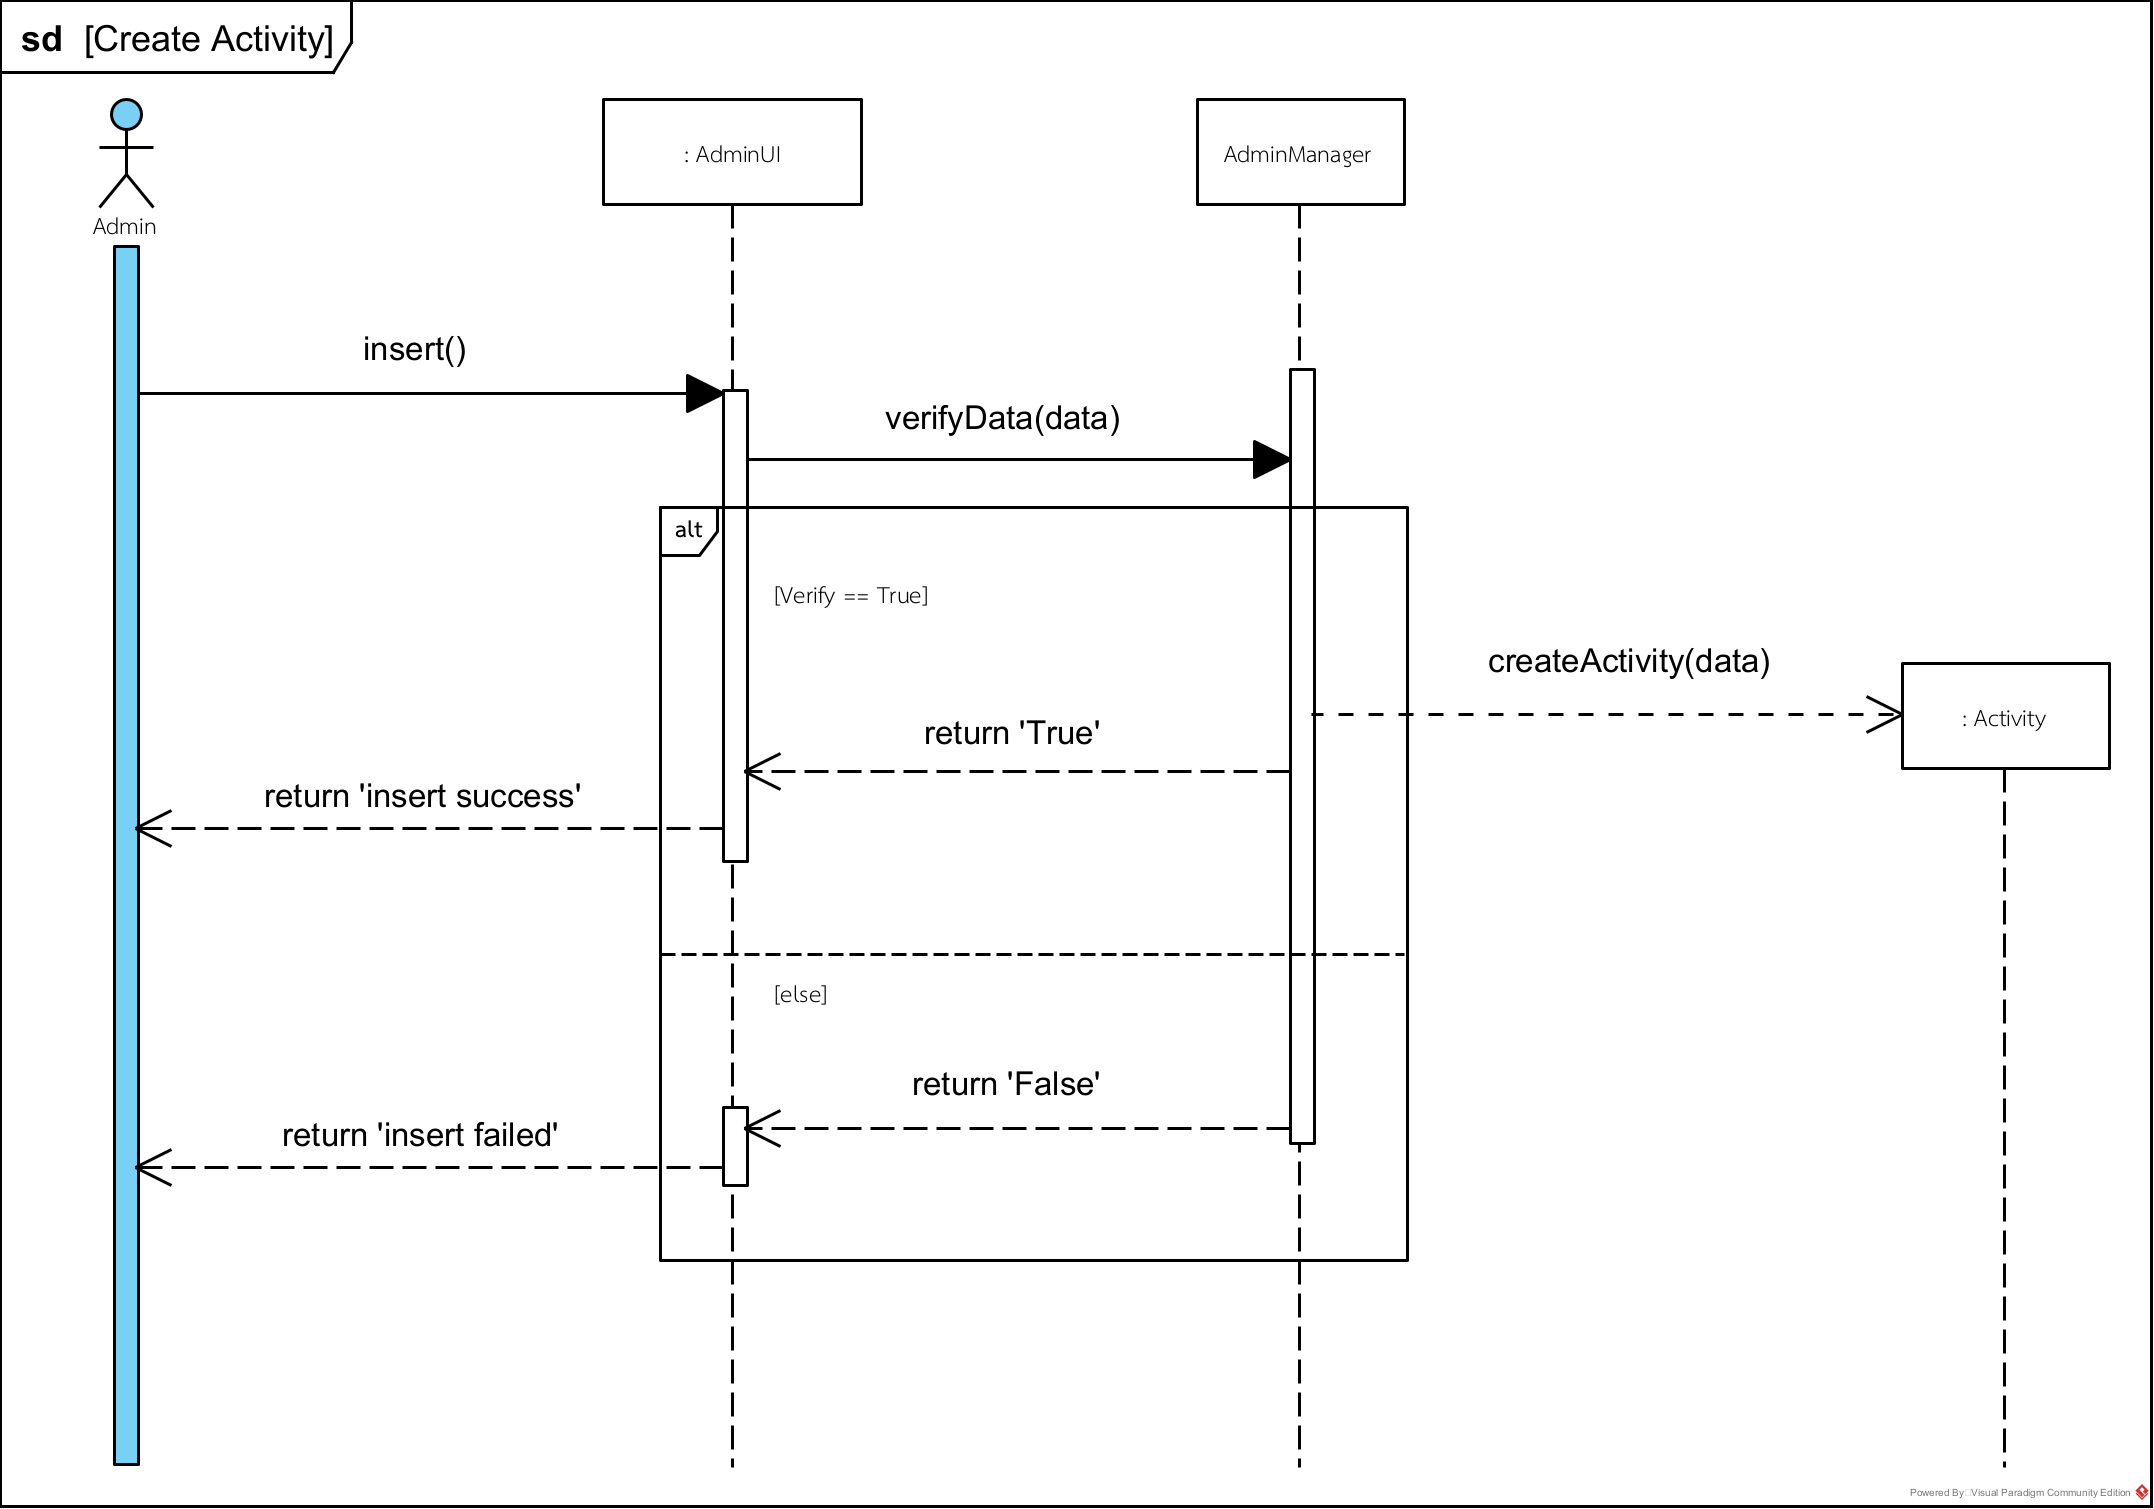 sd [Create Activity]
: AdminUI
AdminManager
Admin
insert()
verifyData(data)
alt
[Verify == True]
createActivity(data)
: Activity
return 'True'
return 'insert success'
[else]
return 'False'
return 'insert failed'
Powered By Visual Paradigm Community Edition